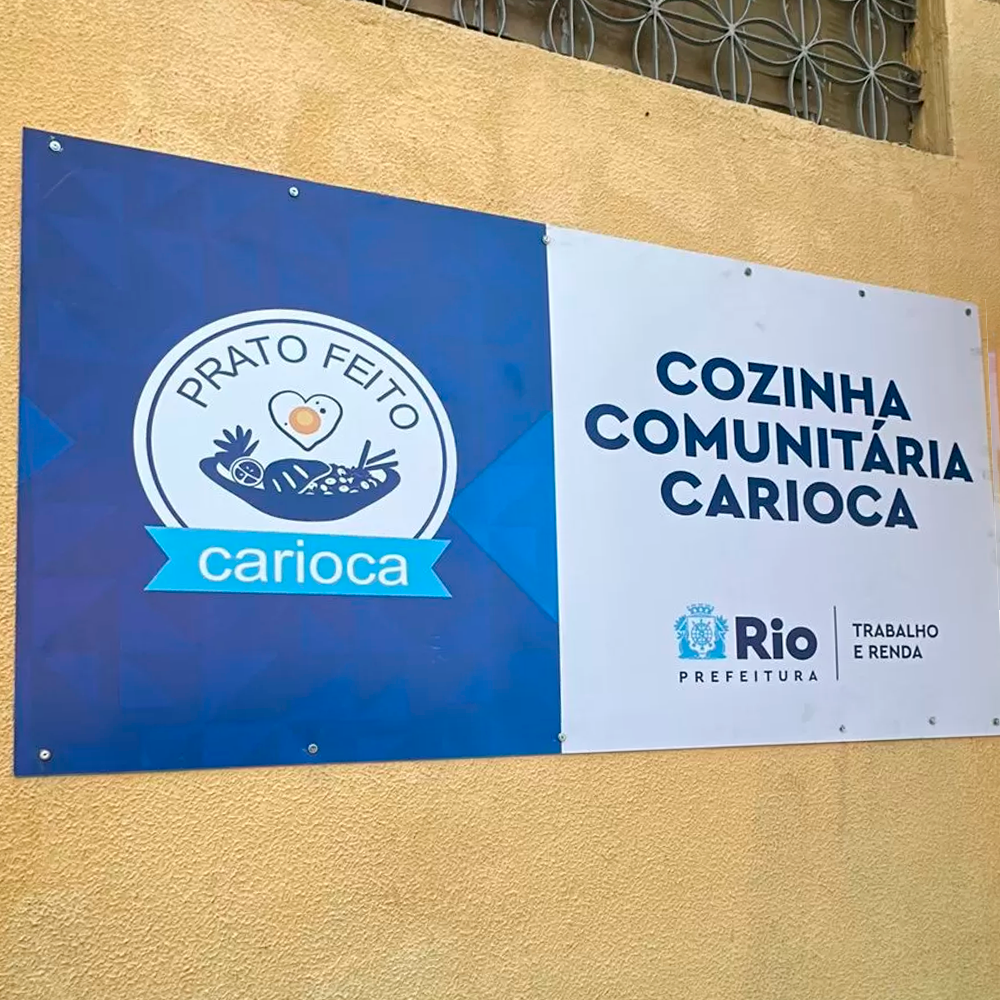 PRATO FEITO
carioca
COZINHA
COMUNITÁRIA
CARIOCA
Rio
PREFEITURA
TRABALHO
E RENDA